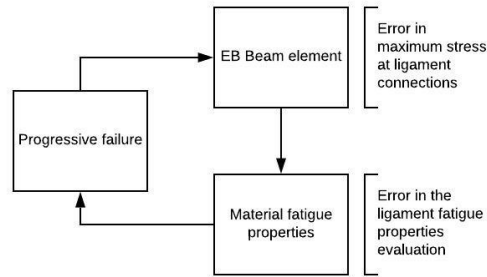 EB Beam element
Error in
maximum stress
at ligament
connections
Progressive failure
Material fatigue
properties
Error in the
ligament fatigue
properties
evaluation